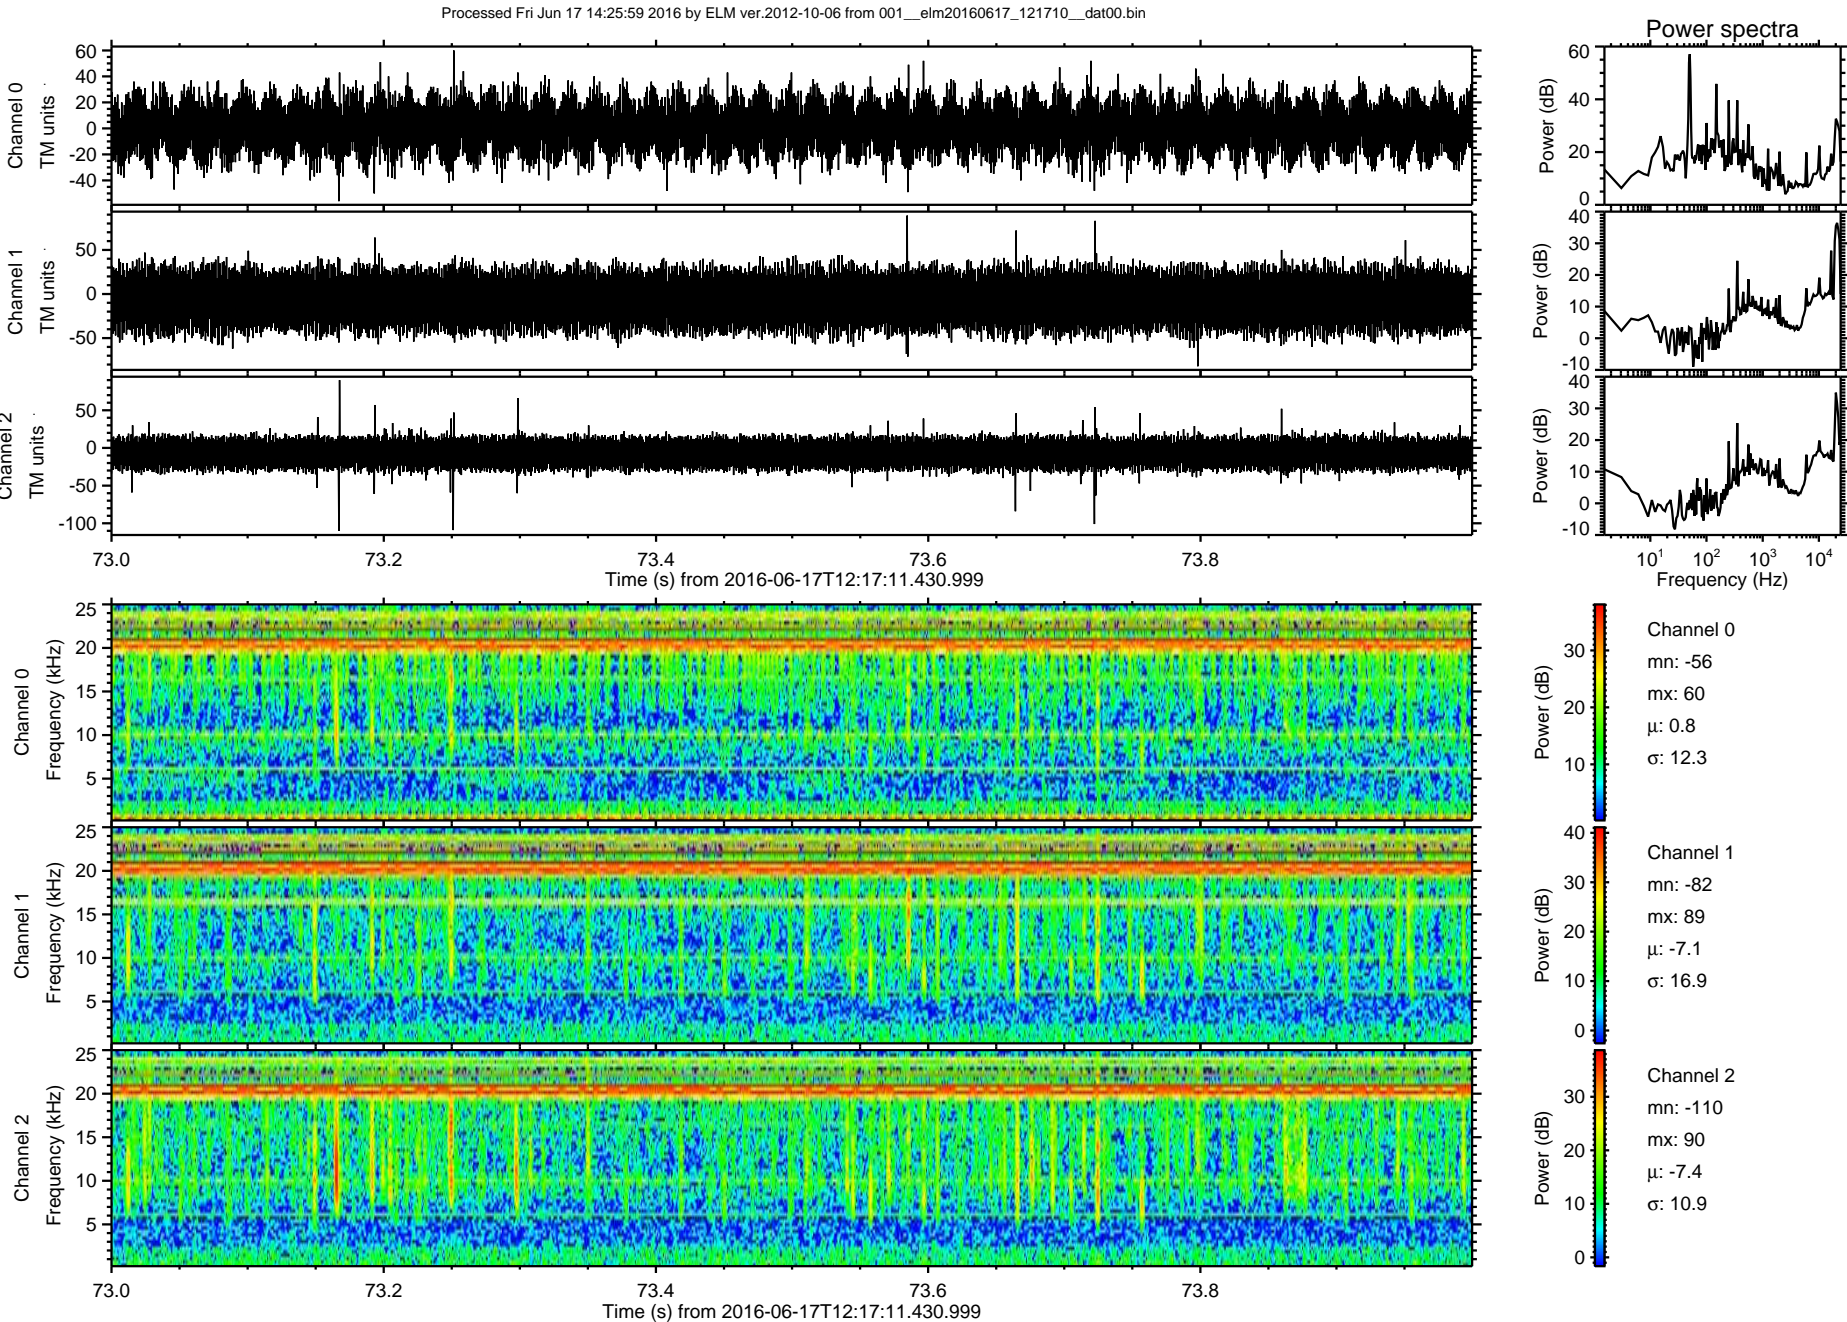 Processed Fri Jun 17 14:25:59 2016 by ELM ver.2012-10-06 from 001__elm20160617_121710__dat00.bin
Power spectra
Channel 0
TM units
60
40
20
0
-20
-40
Power (dB)
60
40
20
0
Channel 1
TM units
50
0
-50
Power (dB)
40
30
20
10
0
-10
Channel 2
TM units
50
0
-50
-100
Power (dB)
40
30
20
10
0
-10
73.0 73.2 73.4 73.6 73.8
Time (s) from 2016-06-17T12:17:11.430.999
10¹ 10² 10³ 10⁴
Frequency (Hz)
Channel 0
Frequency (kHz)
25
20
15
10
5
Power (dB)
30
20
10
Channel 0
mn: -56
mx: 60
μ: 0.8
σ: 12.3
Channel 1
Frequency (kHz)
25
20
15
10
5
Power (dB)
40
30
20
10
0
Channel 1
mn: -82
mx: 89
μ: -7.1
σ: 16.9
Channel 2
Frequency (kHz)
25
20
15
10
5
Power (dB)
30
20
10
0
Channel 2
mn: -110
mx: 90
μ: -7.4
σ: 10.9
73.0 73.2 73.4 73.6 73.8
Time (s) from 2016-06-17T12:17:11.430.999